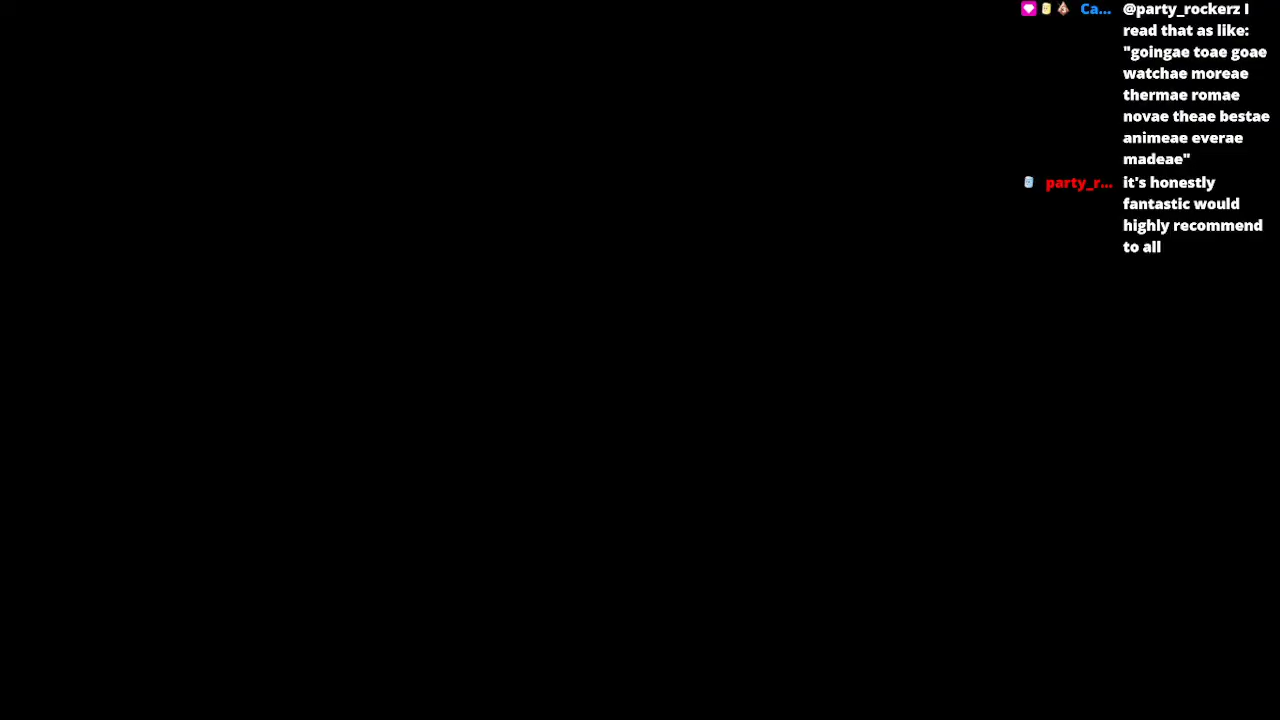 Ca... @party_rockerz I
read that as like:
"goingae toae goae
watchae moreae
thermae romae
novae theae bestae
animeae everae
madeae"
party_r... it's honestly
fantastic would
highly recommend
to all